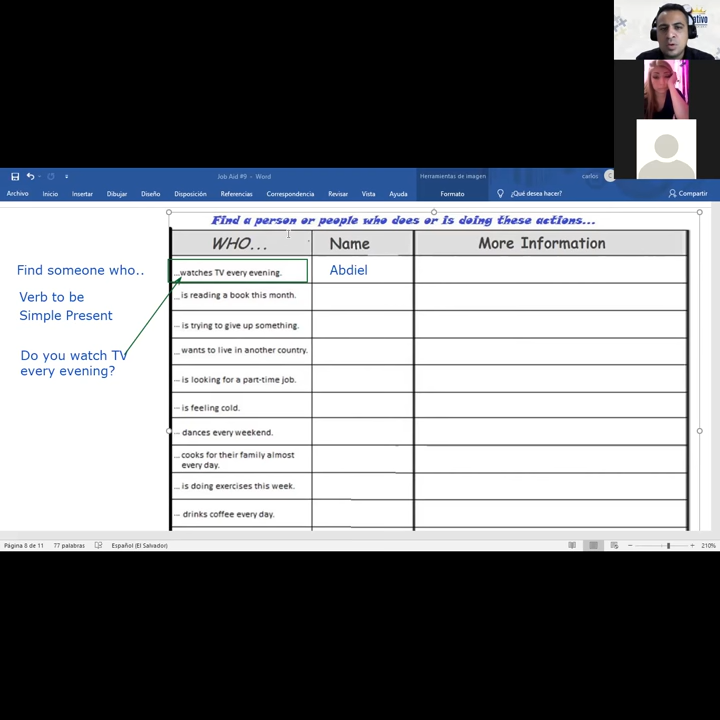 ativo
Job Aid #9 - Word
Herramientas de imagen
carlos
Archivo Inicio Insertar Dibujar Diseño Disposición Referencias Correspondencia Revisar Vista Ayuda Formato ¿Qué desea hacer? Compartir
Find a person or people who does or is doing these actions...
WHO... Name More Information
Find someone who..
Verb to be
Simple Present
Do you watch TV
every evening?
...watches TV every evening. Abdiel
... is reading a book this month.
... is trying to give up something.
... wants to live in another country.
... is looking for a part-time job.
... is feeling cold.
... dances every weekend.
... cooks for their family almost
every day.
... is doing exercises this week.
... drinks coffee every day.
Página 8 de 11 77 palabras Español (El Salvador) 210%